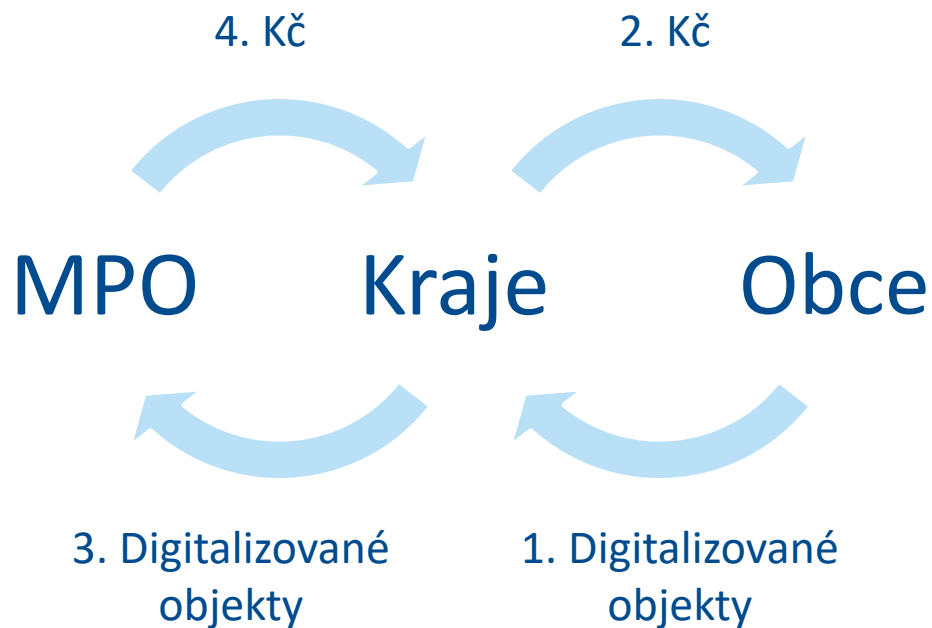 4. Kč
2. Kč
MPO
Kraje
Obce
3. Digitalizované
objekty
1. Digitalizované
objekty